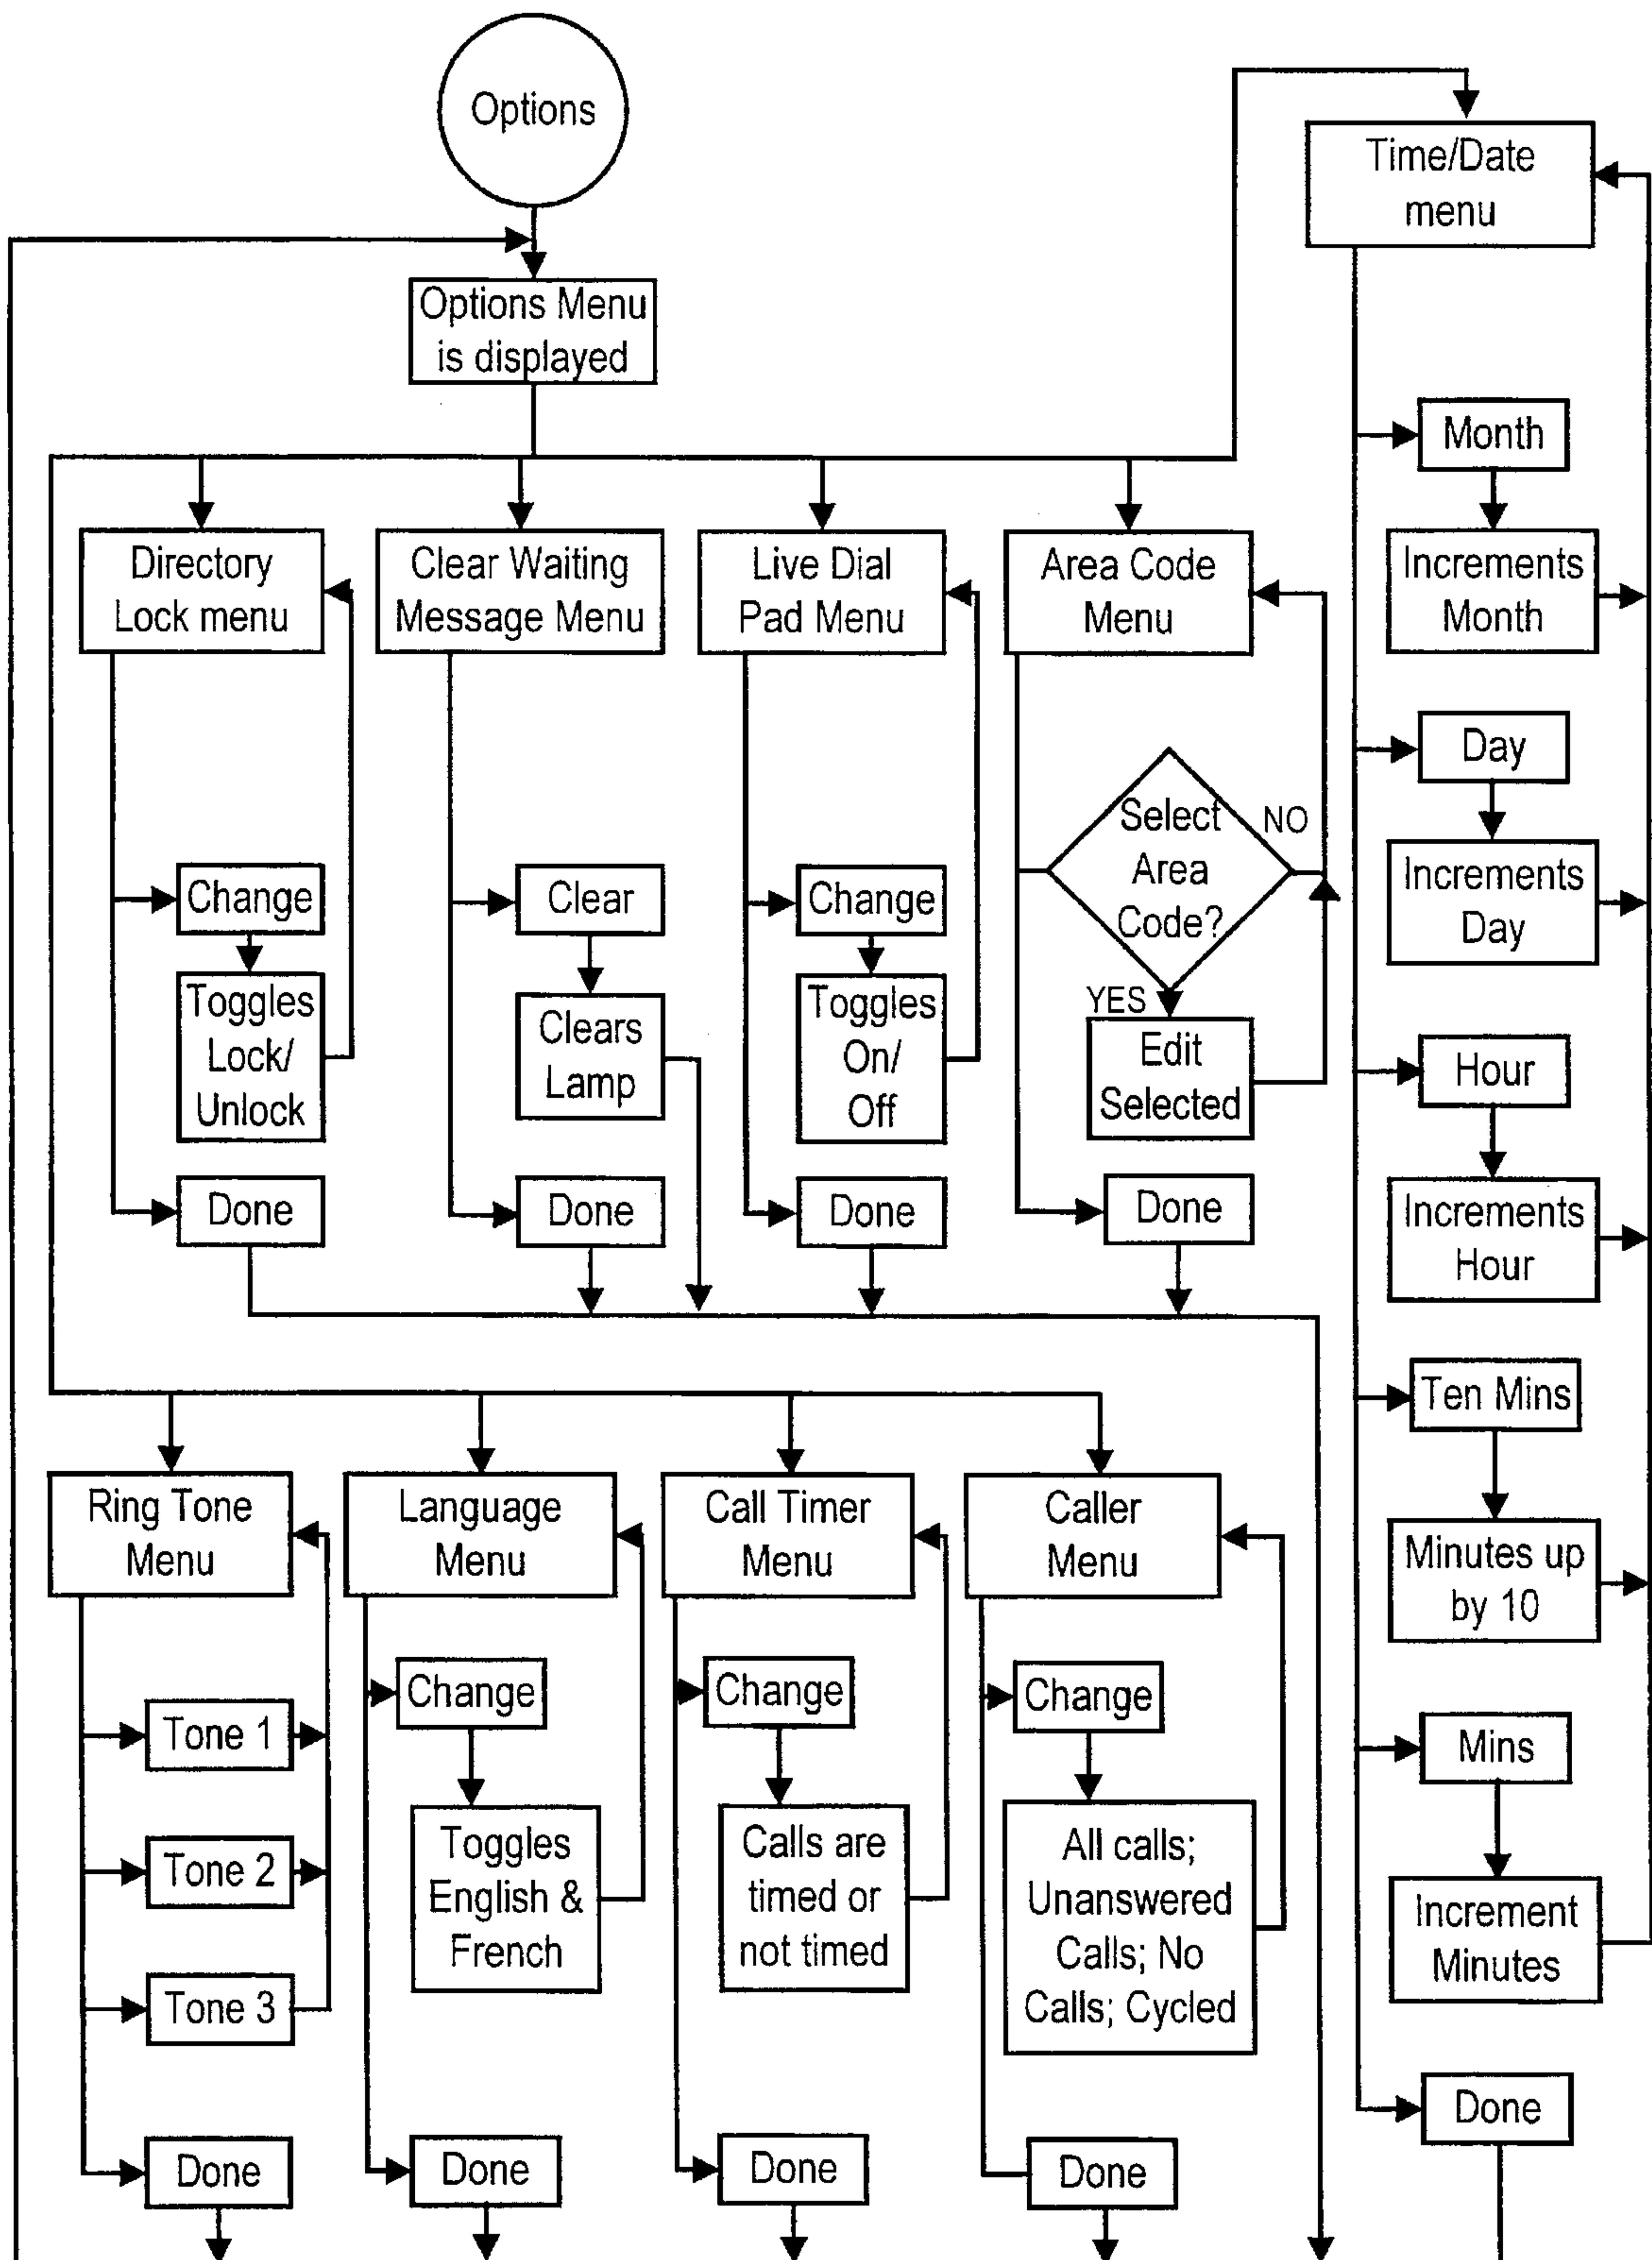 Options
Options Menu
is displayed
Time/Date
menu
Month
Increments
Month
Day
Increments
Day
Hour
Increments
Hour
Ten Mins
Minutes up
by 10
Mins
Increment
Minutes
Done
Directory
Lock menu
Change
Toggles
Lock/
Unlock
Done
Clear Waiting
Message Menu
Clear
Clears
Lamp
Done
Live Dial
Pad Menu
Change
Toggles
On/
Off
Done
Area Code
Menu
Select
Area
Code?
NO
YES
Edit
Selected
Done
Ring Tone
Menu
Tone 1
Tone 2
Tone 3
Done
Language
Menu
Change
Toggles
English &
French
Done
Call Timer
Menu
Change
Calls are
timed or
not timed
Done
Caller
Menu
Change
All calls;
Unanswered
Calls; No
Calls; Cycled
Done